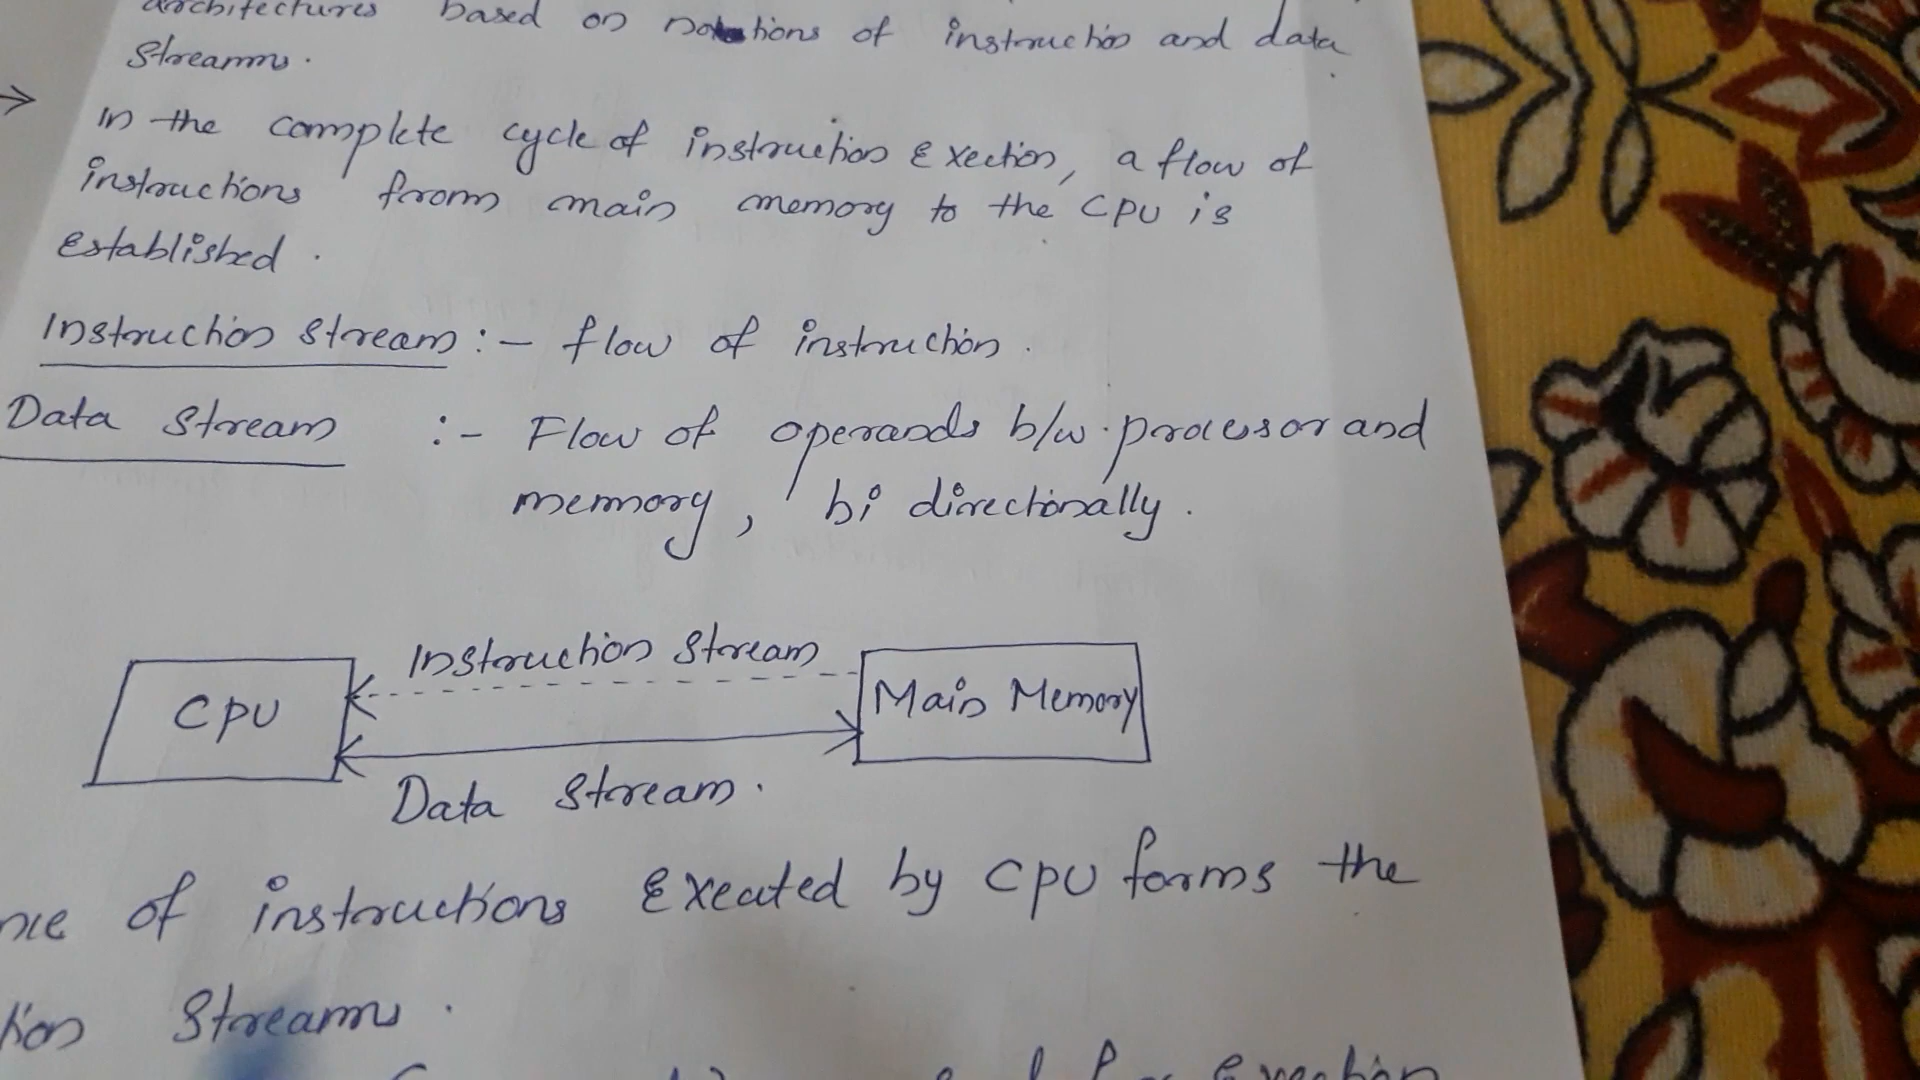 architectures based on notations of instruction and data
Streams.
→ In the complete cycle of instruction Exection, a flow of
instructions from main memory to the CPU is
established.
Instruction Stream :- flow of instruction.
Data Stream :- Flow of operands b/w processor and
memory, bi directionally.
Instruction Stream
CPU
Main Memory
Data Stream.
of instructions Executed by CPU forms the
Streams.